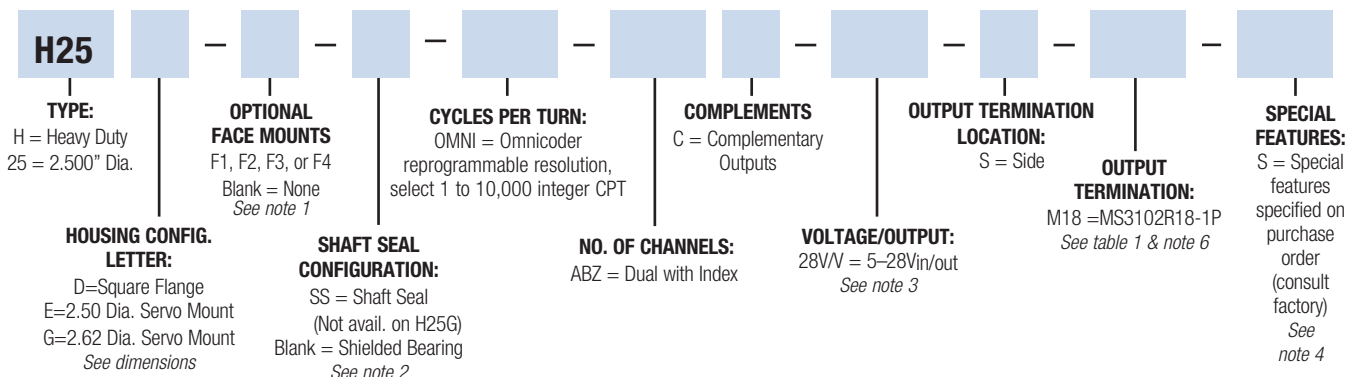 H25
TYPE:
H = Heavy Duty
25 = 2.500" Dia.
HOUSING CONFIG.
LETTER:
D=Square Flange
E=2.50 Dia. Servo Mount
G=2.62 Dia. Servo Mount
See dimensions
OPTIONAL
FACE MOUNTS
F1, F2, F3, or F4
Blank = None
See note 1
SHAFT SEAL
CONFIGURATION:
SS = Shaft Seal
(Not avail. on H25G)
Blank = Shielded Bearing
See note 2
CYCLES PER TURN:
OMNI = Omnicoder
reprogrammable resolution,
select 1 to 10,000 integer CPT
NO. OF CHANNELS:
ABZ = Dual with Index
COMPLEMENTS
C = Complementary
Outputs
VOLTAGE/OUTPUT:
28V/V = 5–28Vin/out
See note 3
OUTPUT TERMINATION
LOCATION:
S = Side
OUTPUT
TERMINATION:
M18 =MS3102R18-1P
See table 1 & note 6
SPECIAL
FEATURES:
S = Special
features
specified on
purchase
order
(consult
factory)
See
note 4